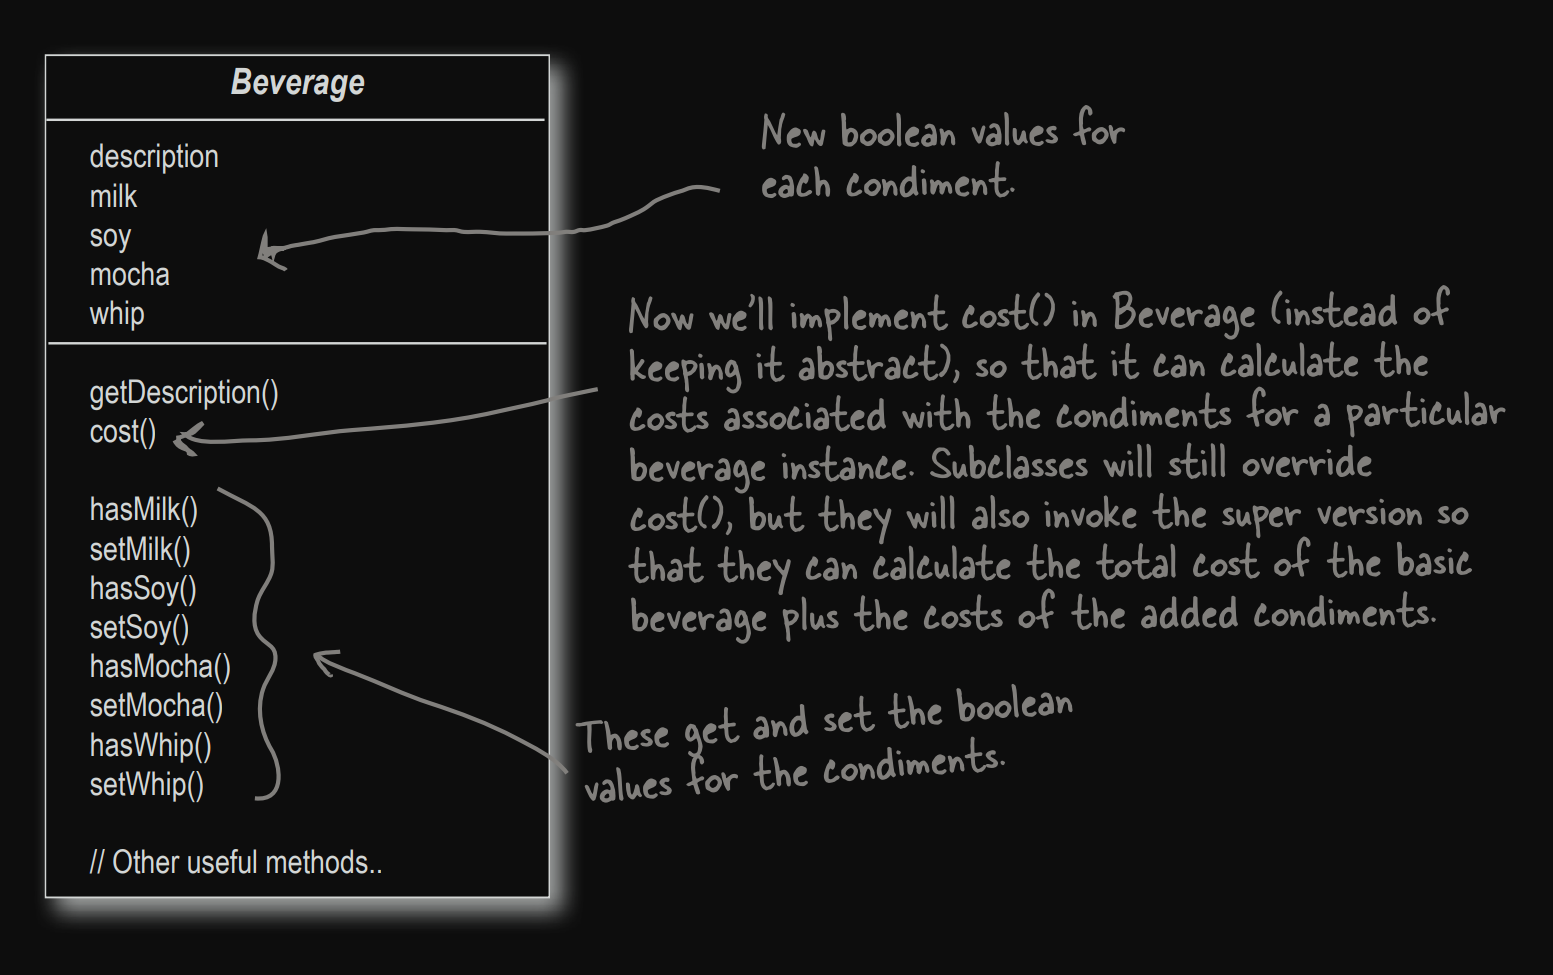 Beverage
description
milk
soy
mocha
whip
getDescription()
cost()
hasMilk()
setMilk()
hasSoy()
setSoy()
hasMocha()
setMocha()
hasWhip()
setWhip()
// Other useful methods..
New boolean values for
each condiment.
Now we'll implement cost() in Beverage (instead of
keeping it abstract), so that it can calculate the
costs associated with the condiments for a particular
beverage instance. Subclasses will still override
cost(), but they will also invoke the super version so
that they can calculate the total cost of the basic
beverage plus the costs of the added condiments.
These get and set the boolean
values for the condiments.